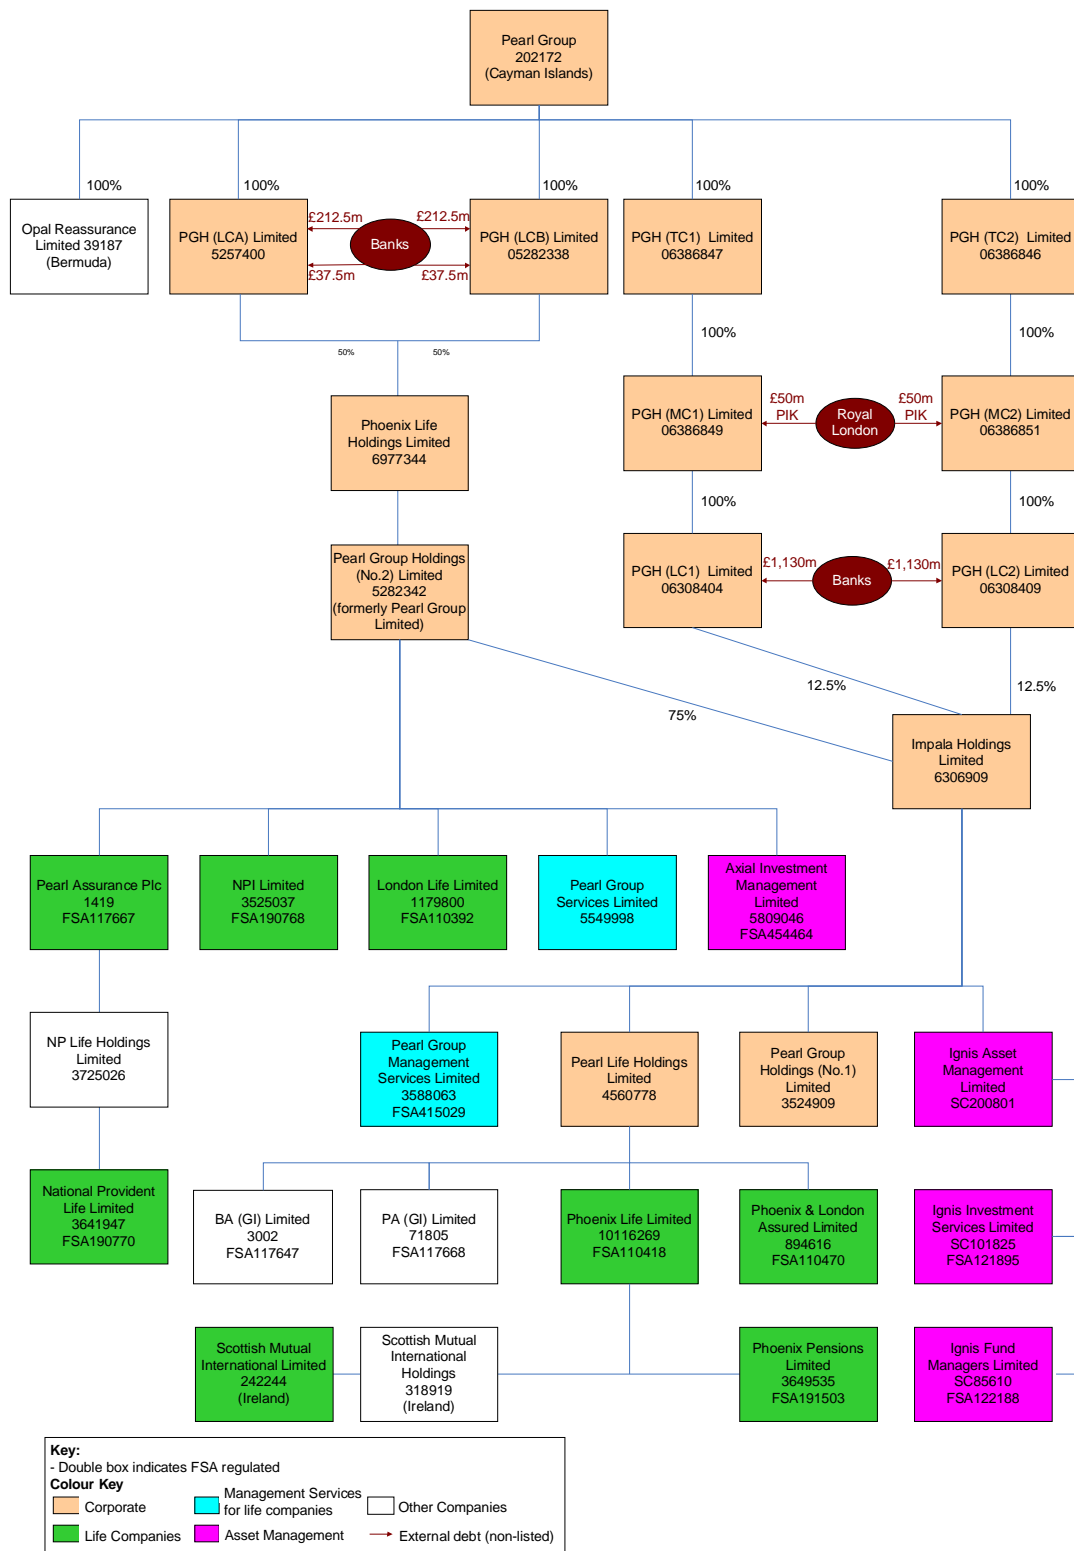 Pearl Group
202172
(Cayman Islands)
100%
100%
100%
100%
100%
Opal Reassurance
Limited 39187
(Bermuda)
PGH (LCA) Limited
5257400
£212.5m
£212.5m
Banks
£37.5m
£37.5m
PGH (LCB) Limited
05282338
PGH (TC1) Limited
06386847
PGH (TC2) Limited
06386846
50%
50%
100%
100%
Phoenix Life
Holdings Limited
6977344
PGH (MC1) Limited
06386849
£50m
PIK
Royal
London
£50m
PIK
PGH (MC2) Limited
06386851
100%
100%
Pearl Group Holdings
(No.2) Limited
5282342
(formerly Pearl Group
Limited)
PGH (LC1) Limited
06308404
£1,130m
Banks
£1,130m
PGH (LC2) Limited
06308409
75%
12.5%
12.5%
Impala Holdings
Limited
6306909
Pearl Assurance Plc
1419
FSA117667
NPI Limited
3525037
FSA190768
London Life Limited
1179800
FSA110392
Pearl Group
Services Limited
5549998
Axial Investment
Management
Limited
5809046
FSA454464
NP Life Holdings
Limited
3725026
Pearl Group
Management
Services Limited
3588063
FSA415029
Pearl Life Holdings
Limited
4560778
Pearl Group
Holdings (No.1)
Limited
3524909
Ignis Asset
Management
Limited
SC200801
National Provident
Life Limited
3641947
FSA190770
BA (GI) Limited
3002
FSA117647
PA (GI) Limited
71805
FSA117668
Phoenix Life Limited
10116269
FSA110418
Phoenix & London
Assured Limited
894616
FSA110470
Ignis Investment
Services Limited
SC101825
FSA121895
Scottish Mutual
International Limited
242244
(Ireland)
Scottish Mutual
International
Holdings
318919
(Ireland)
Phoenix Pensions
Limited
3649535
FSA191503
Ignis Fund
Managers Limited
SC85610
FSA122188
Key:
- Double box indicates FSA regulated
Colour Key
Corporate
Management Services
for life companies
Other Companies
Life Companies
Asset Management
External debt (non-listed)